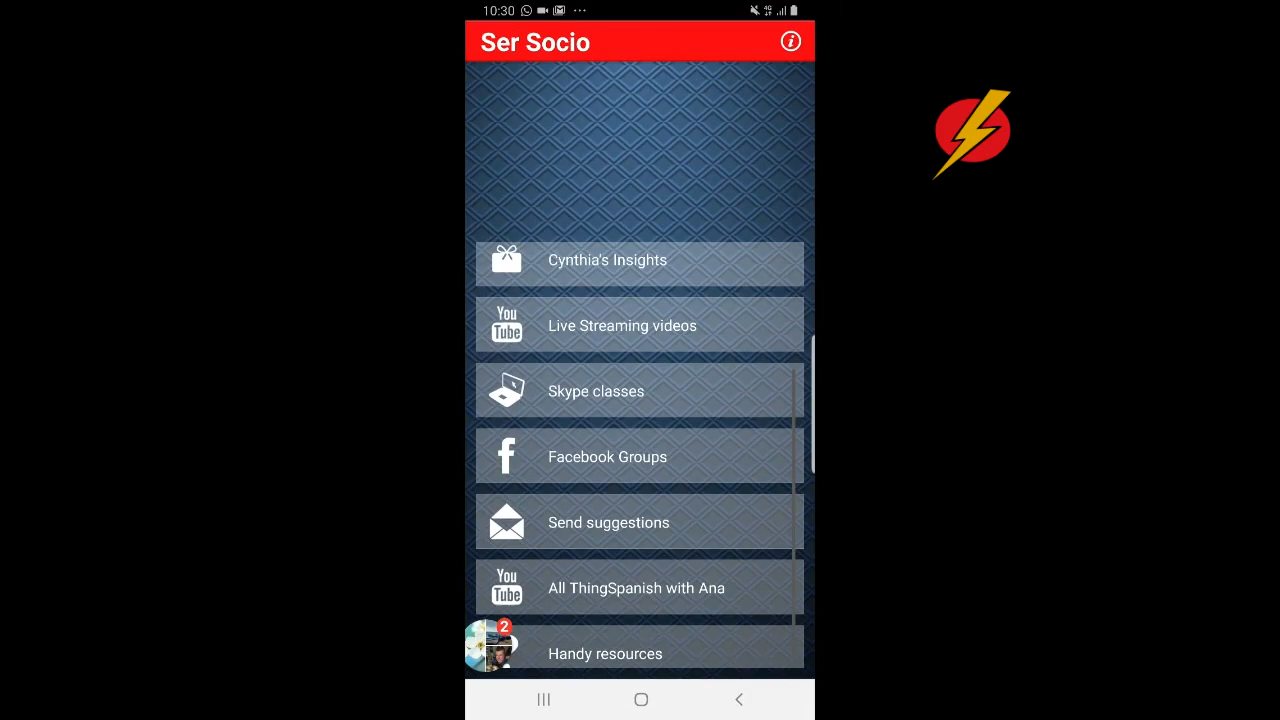 10:30
4G
Ser Socio
Cynthia's Insights
You
Tube
Live Streaming videos
Skype classes
Facebook Groups
Send suggestions
You
Tube
All ThingSpanish with Ana
2
Handy resources